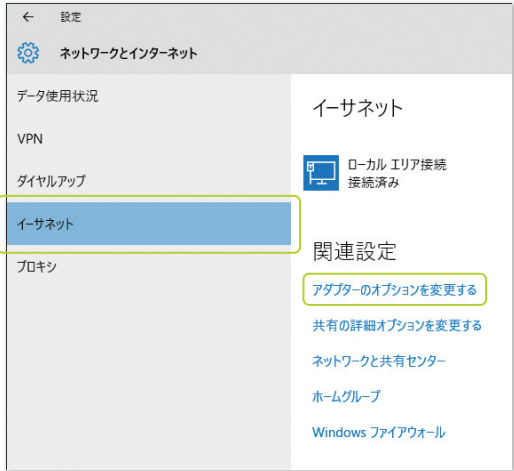 ← 設定
ネットワークとインターネット
データ使用状況
VPN
ダイヤルアップ
イーサネット
プロキシ
イーサネット
ローカル エリア接続
接続済み
関連設定
アダプターのオプションを変更する
共有の詳細オプションを変更する
ネットワークと共有センター
ホームグループ
Windows ファイアウォール